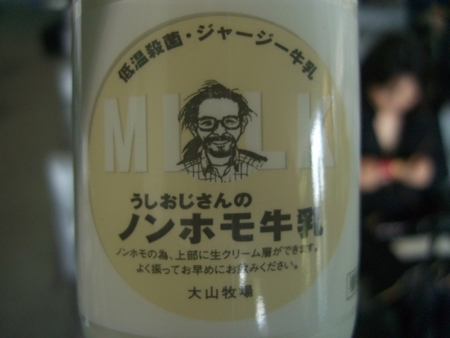 低温殺菌・ジャージー牛乳
MILK
うしおじさんの
ノンホモ牛乳
ノンホモの為、上部に生クリーム層ができます。
よく振ってお早めにお飲みください。
大山牧場